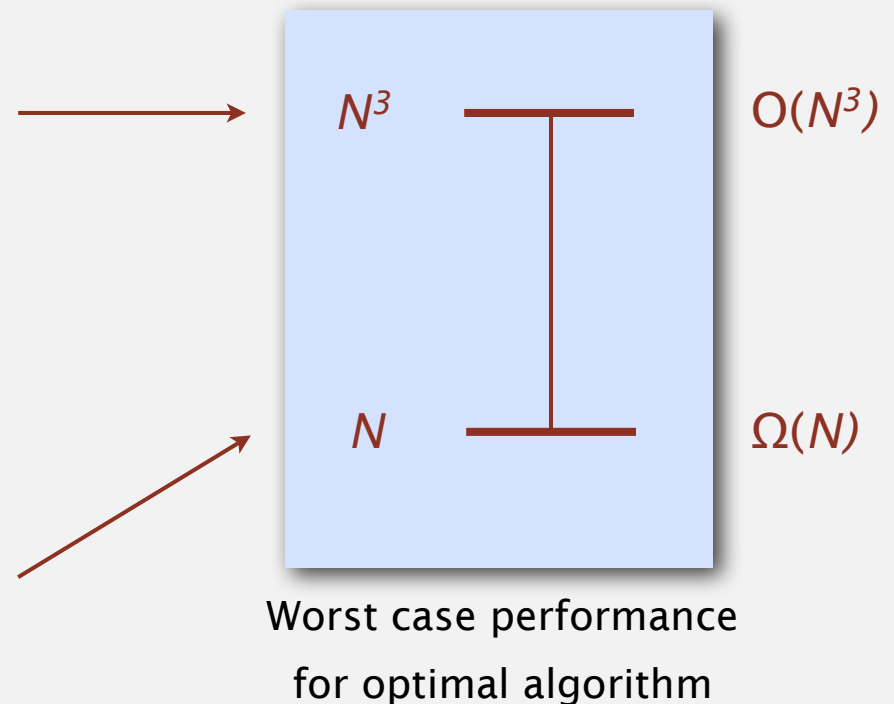 N³ O(N³)
N Ω(N)
Worst case performance
for optimal algorithm